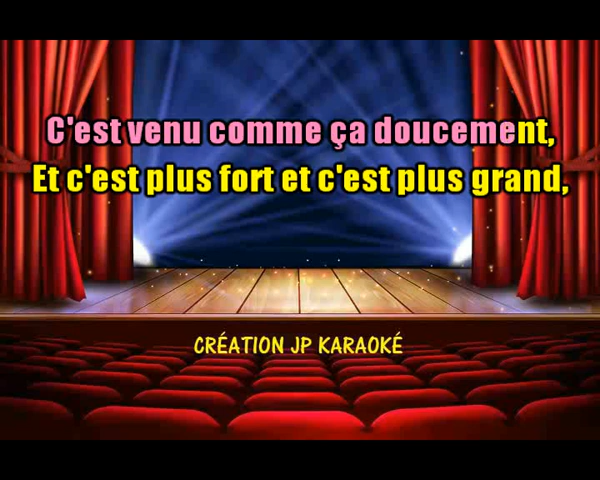 C'est venu comme ça doucement,
Et c'est plus fort et c'est plus grand,
CRÉATION JP KARAOKÉ